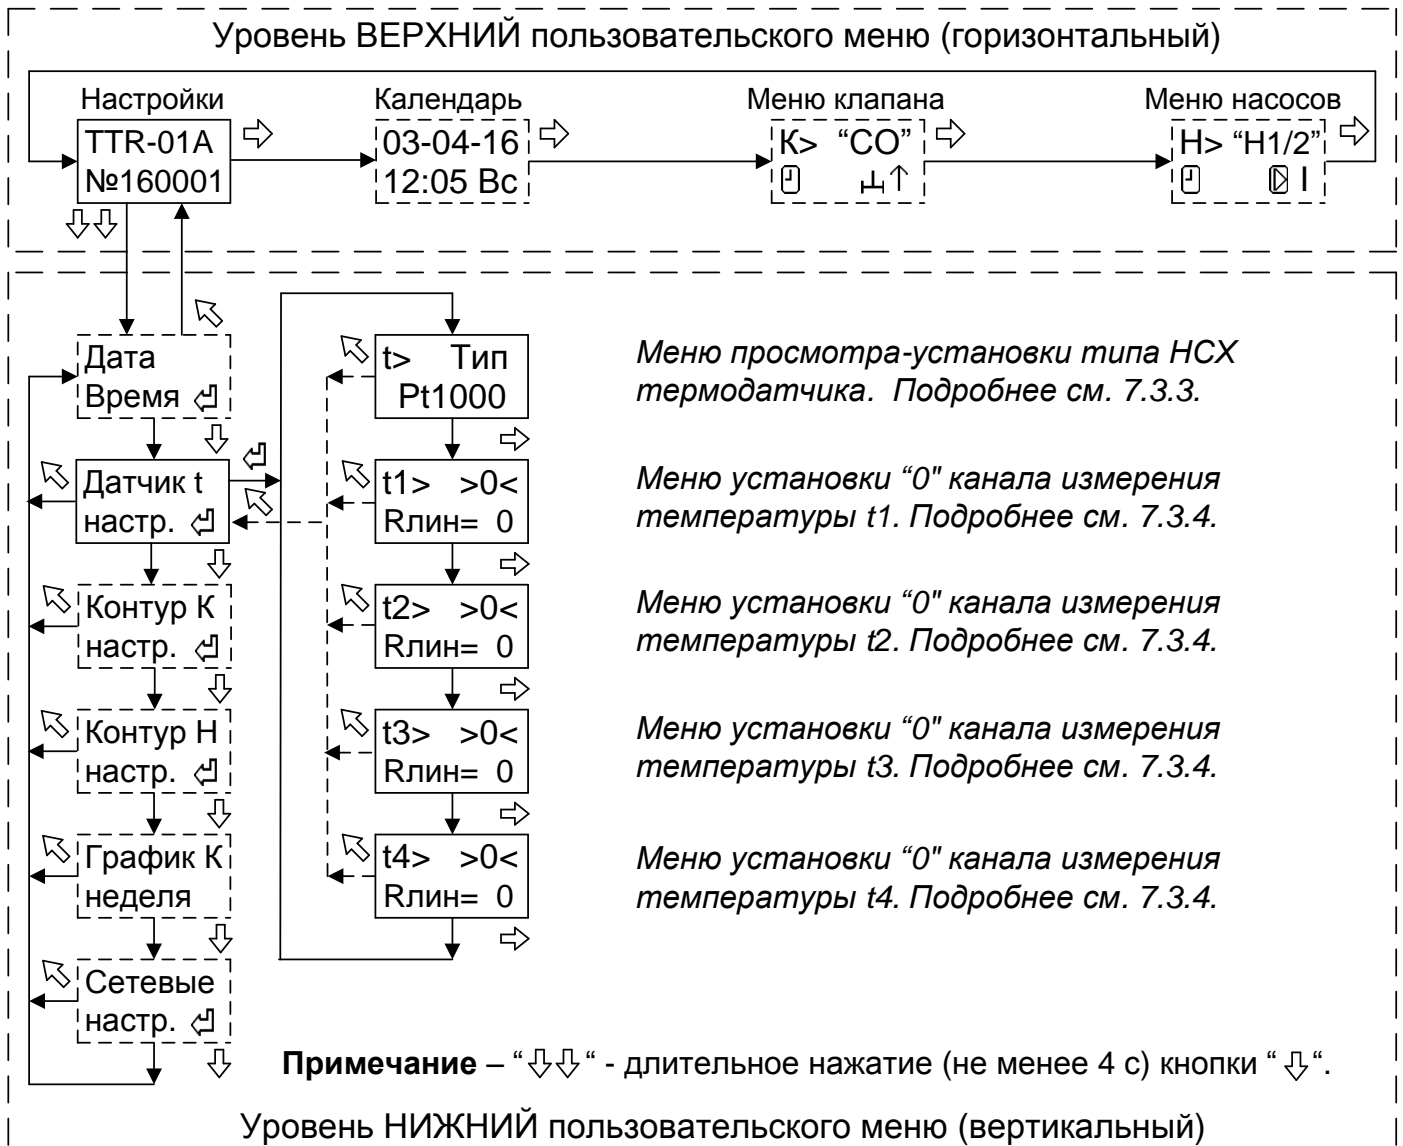 Уровень ВЕРХНИЙ пользовательского меню (горизонтальный)
Настройки
TTR-01A
№160001
Календарь
03-04-16
12:05 Вс
Меню клапана
К> “СО”
Меню насосов
Н> “Н1/2”
Дата
Время
Датчик t
настр.
Контур К
настр.
Контур Н
настр.
График К
неделя
Сетевые
настр.
t> Тип
Pt1000
t1> >0<
Rлин= 0
t2> >0<
Rлин= 0
t3> >0<
Rлин= 0
t4> >0<
Rлин= 0
Меню просмотра-установки типа НСХ
термодатчика. Подробнее см. 7.3.3.
Меню установки “0" канала измерения
температуры t1. Подробнее см. 7.3.4.
Меню установки “0" канала измерения
температуры t2. Подробнее см. 7.3.4.
Меню установки “0" канала измерения
температуры t3. Подробнее см. 7.3.4.
Меню установки “0" канала измерения
температуры t4. Подробнее см. 7.3.4.
Примечание – “⇩⇩“ - длительное нажатие (не менее 4 с) кнопки “⇩“.
Уровень НИЖНИЙ пользовательского меню (вертикальный)